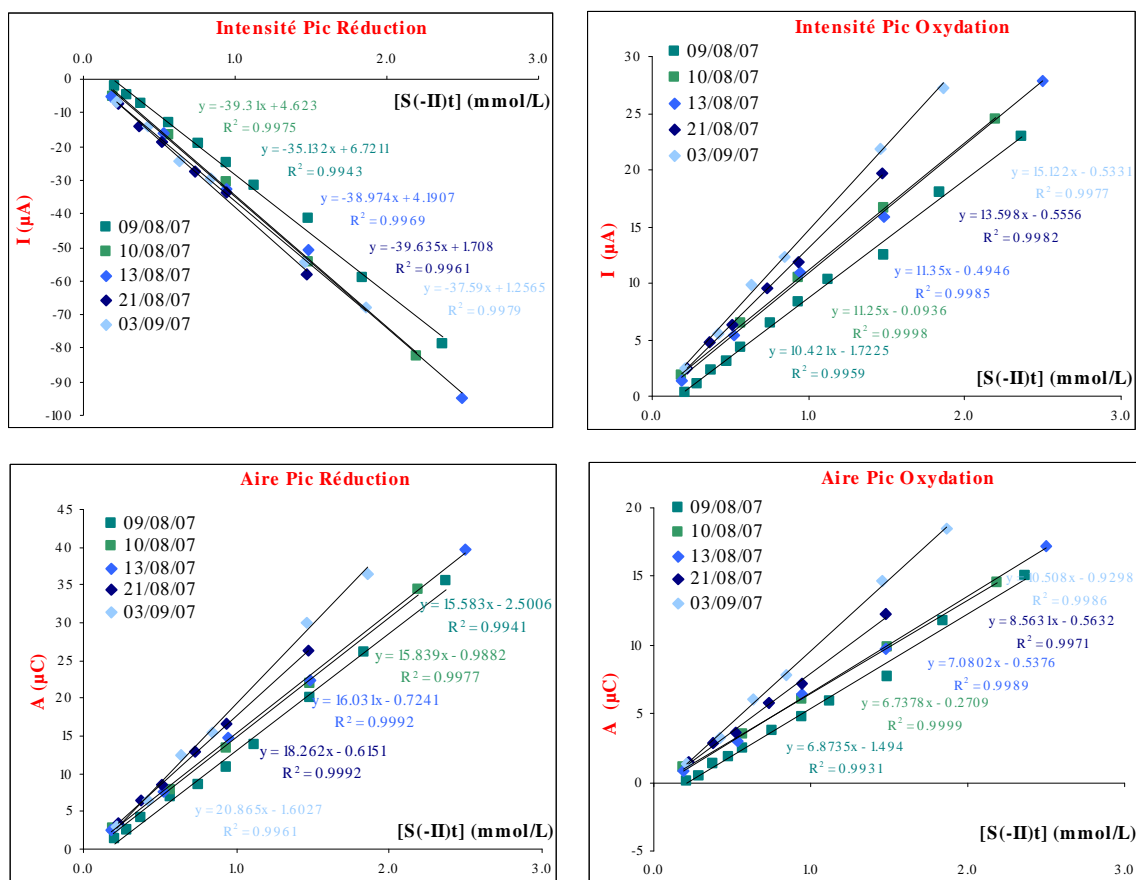 Intensité Pic Réduction
0.0 1.0 2.0 3.0
[S(-II)t] (mmol/L)
I (µA)
0
-10
-20
-30
-40
-50
-60
-70
-80
-90
-100
y = -39.31x + 4.623
R² = 0.9975
y = -35.132x + 6.7211
R² = 0.9943
y = -38.974x + 4.1907
R² = 0.9969
y = -39.635x + 1.708
R² = 0.9961
y = -37.59x + 1.2565
R² = 0.9979
09/08/07
10/08/07
13/08/07
21/08/07
03/09/07
Intensité Pic Oxydation
I (µA)
30
25
20
15
10
5
0
09/08/07
10/08/07
13/08/07
21/08/07
03/09/07
y = 15.122x - 0.5331
R² = 0.9977
y = 13.598x - 0.5556
R² = 0.9982
y = 11.35x - 0.4946
R² = 0.9985
y = 11.25x - 0.0936
R² = 0.9998
y = 10.421x - 1.7225
R² = 0.9959
[S(-II)t] (mmol/L)
0.0 1.0 2.0 3.0
Aire Pic Réduction
A (µC)
45
40
35
30
25
20
15
10
5
0
09/08/07
10/08/07
13/08/07
21/08/07
03/09/07
y = 15.583x - 2.5006
R² = 0.9941
y = 15.839x - 0.9882
R² = 0.9977
y = 16.031x - 0.7241
R² = 0.9992
y = 18.262x - 0.6151
R² = 0.9992
y = 20.865x - 1.6027
R² = 0.9961
[S(-II)t] (mmol/L)
0.0 1.0 2.0 3.0
Aire Pic Oxydation
A (µC)
20
15
10
5
0
-5
09/08/07
10/08/07
13/08/07
21/08/07
03/09/07
y = 10.508x - 0.9298
R² = 0.9986
y = 8.5631x - 0.5632
R² = 0.9971
y = 7.0802x - 0.5376
R² = 0.9989
y = 6.7378x - 0.2709
R² = 0.9999
y = 6.8735x - 1.494
R² = 0.9931
[S(-II)t] (mmol/L)
0.0 1.0 2.0 3.0